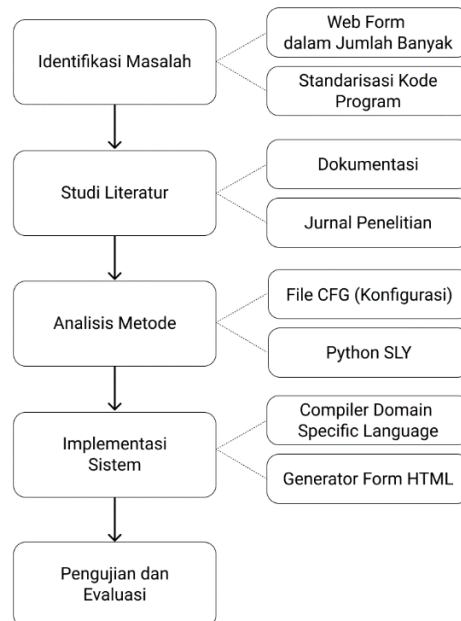 Identifikasi Masalah
Web Form
dalam Jumlah Banyak
Standarisasi Kode
Program
Studi Literatur
Dokumentasi
Jurnal Penelitian
Analisis Metode
File CFG (Konfigurasi)
Python SLY
Implementasi
Sistem
Compiler Domain
Specific Language
Generator Form HTML
Pengujian dan
Evaluasi